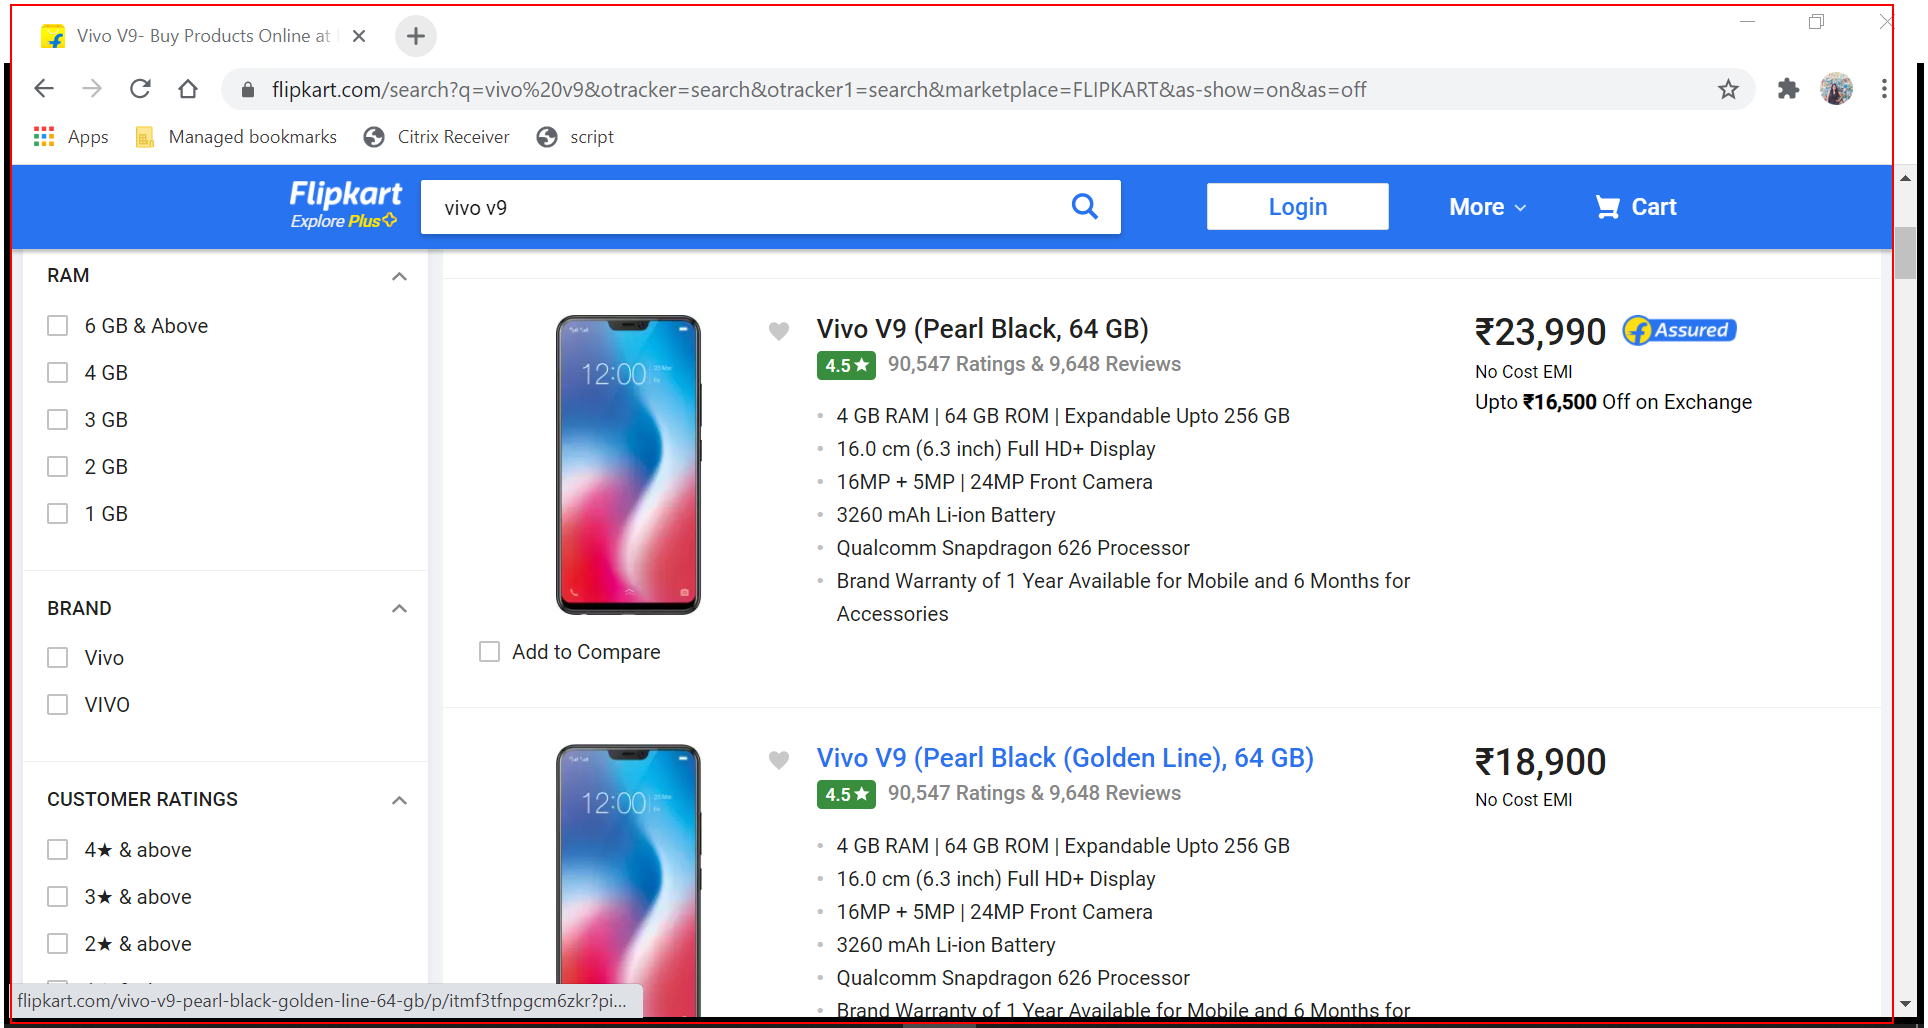 Vivo V9- Buy Products Online at
flipkart.com/search?q=vivo%20v9&otracker=search&otracker1=search&marketplace=FLIPKART&as-show=on&as=off
Apps Managed bookmarks Citrix Receiver script
Flipkart
Explore Plus
vivo v9
Login
More
Cart
RAM
6 GB & Above
4 GB
3 GB
2 GB
1 GB
BRAND
Vivo
VIVO
CUSTOMER RATINGS
4★ & above
3★ & above
2★ & above
12:00
Vivo V9 (Pearl Black, 64 GB)
4.5★ 90,547 Ratings & 9,648 Reviews
• 4 GB RAM | 64 GB ROM | Expandable Upto 256 GB
• 16.0 cm (6.3 inch) Full HD+ Display
• 16MP + 5MP | 24MP Front Camera
• 3260 mAh Li-ion Battery
• Qualcomm Snapdragon 626 Processor
• Brand Warranty of 1 Year Available for Mobile and 6 Months for
Accessories
₹23,990 Assured
No Cost EMI
Upto ₹16,500 Off on Exchange
Add to Compare
12:00
Vivo V9 (Pearl Black (Golden Line), 64 GB)
4.5★ 90,547 Ratings & 9,648 Reviews
• 4 GB RAM | 64 GB ROM | Expandable Upto 256 GB
• 16.0 cm (6.3 inch) Full HD+ Display
• 16MP + 5MP | 24MP Front Camera
• 3260 mAh Li-ion Battery
• Qualcomm Snapdragon 626 Processor
• Brand Warranty of 1 Year Available for Mobile and 6 Months for
₹18,900
No Cost EMI
flipkart.com/vivo-v9-pearl-black-golden-line-64-gb/p/itmf3tfnpgcm6zkr?pi...